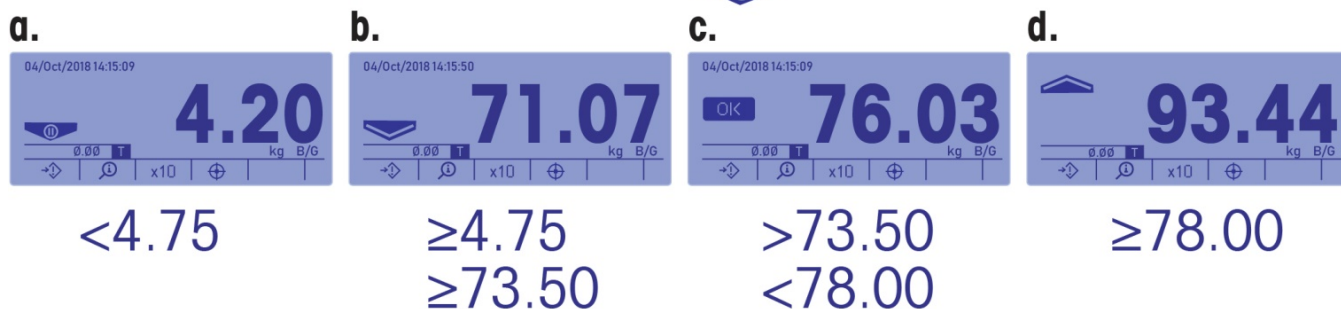 a.
04/Oct/2018 14:15:09
4.20
0.00 T kg B/G
x10
<4.75
b.
04/Oct/2018 14:15:50
71.07
0.00 T kg B/G
x10
≥4.75
≥73.50
c.
04/Oct/2018 14:15:09
OK 76.03
0.00 T kg B/G
x10
>73.50
<78.00
d.
93.44
0.00 T kg B/G
x10
≥78.00